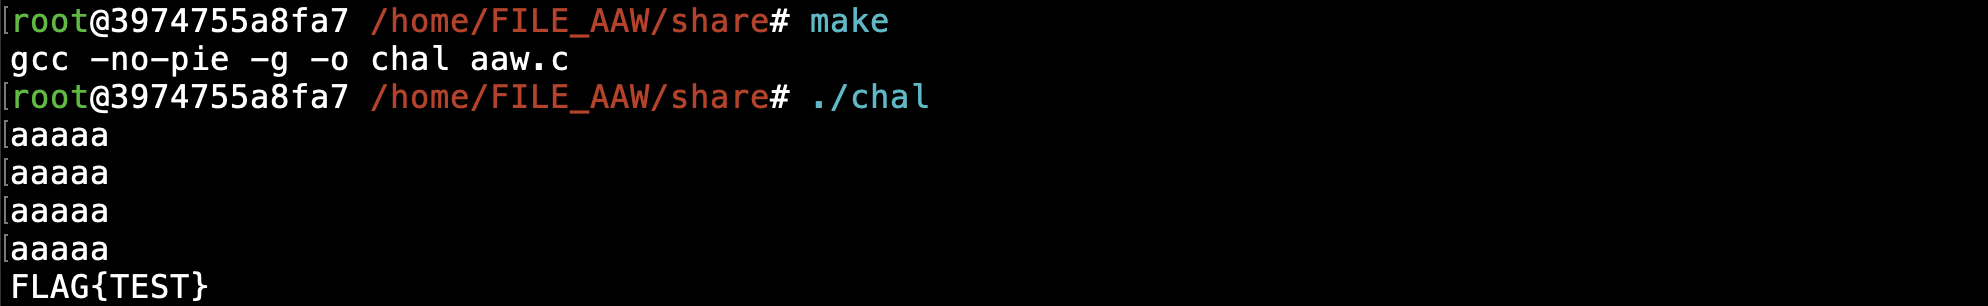 root@3974755a8fa7 /home/FILE_AAW/share# make
gcc -no-pie -g -o chal aaw.c
root@3974755a8fa7 /home/FILE_AAW/share# ./chal
aaaaa
aaaaa
aaaaa
aaaaa
FLAG{TEST}